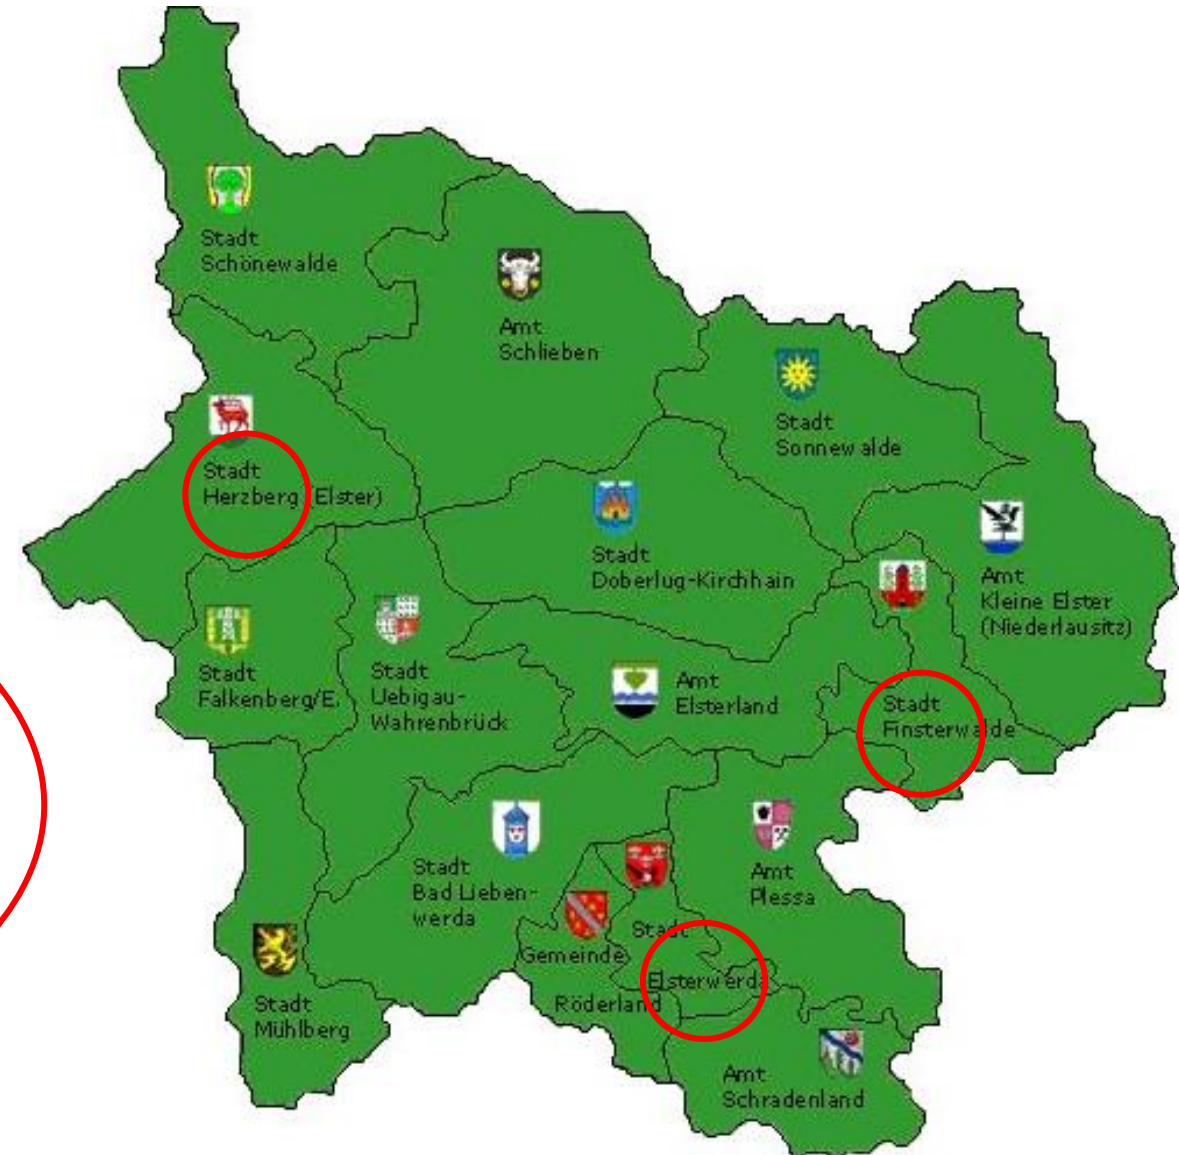 Stadt
Schönewalde
Amt
Schlieben
Stadt
Sonnewalde
Stadt
Herzberg (Elster)
Stadt
Doberlug-Kirchhain
Amt
Kleine Elster
(Niederlausitz)
Stadt
Falkenberg/E.
Stadt
Uebigau-
Wahrenbrück
Amt
Elsterland
Stadt
Finsterwalde
Stadt
Bad Lieben-
werda
Amt
Plessa
Stadt
Elsterwerda
Gemeinde
Röderland
Stadt
Mühlberg
Amt
Schradenland